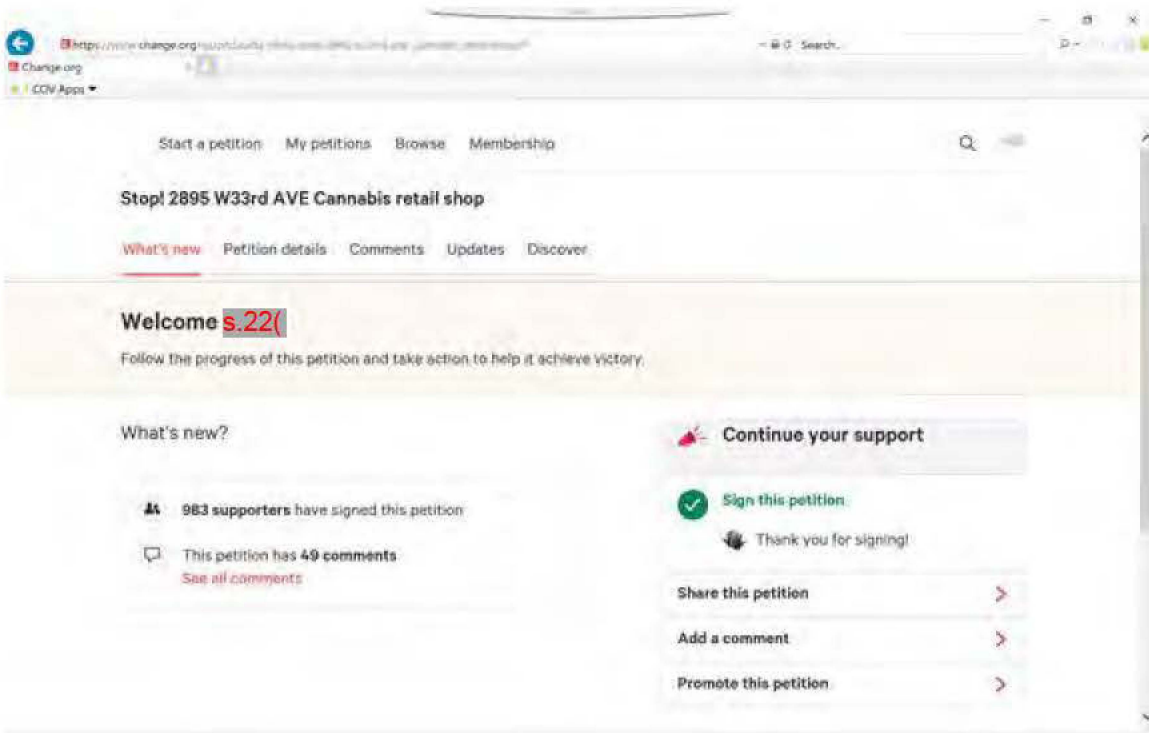 change.org
Search...
Change.org
COV Apps
Start a petition My petitions Browse Membership
Stop! 2895 W33rd AVE Cannabis retail shop
What's new Petition details Comments Updates Discover
Welcome s.22(
Follow the progress of this petition and take action to help it achieve victory.
What's new?
983 supporters have signed this petition
This petition has 49 comments
See all comments
Continue your support
Sign this petition
Thank you for signing!
Share this petition
Add a comment
Promote this petition